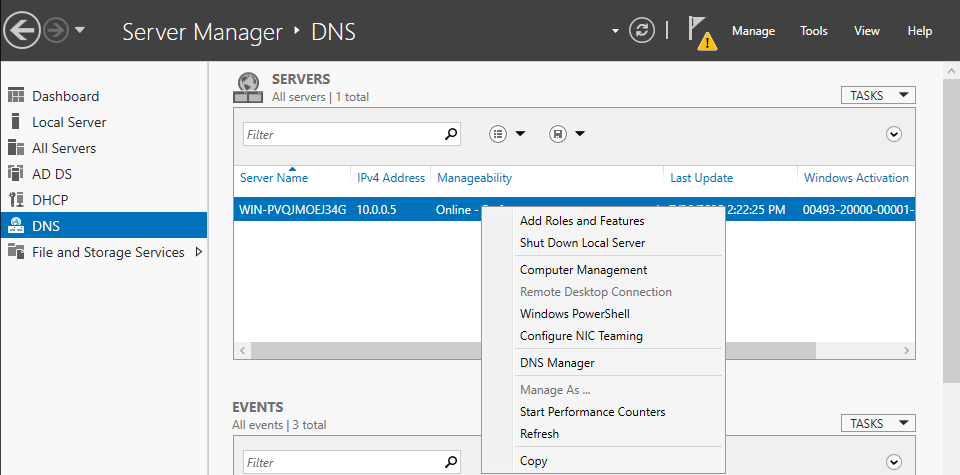 Server Manager ‣ DNS
Manage Tools View Help
Dashboard
Local Server
All Servers
AD DS
DHCP
DNS
File and Storage Services
SERVERS
All servers | 1 total
TASKS
Filter
Server Name IPv4 Address Manageability Last Update Windows Activation
WIN-PVQJMOEJ34G 10.0.0.5 Online - 2:22:25 PM 00493-20000-00001-
Add Roles and Features
Shut Down Local Server
Computer Management
Remote Desktop Connection
Windows PowerShell
Configure NIC Teaming
DNS Manager
Manage As ...
Start Performance Counters
Refresh
Copy
EVENTS
All events | 3 total
TASKS
Filter